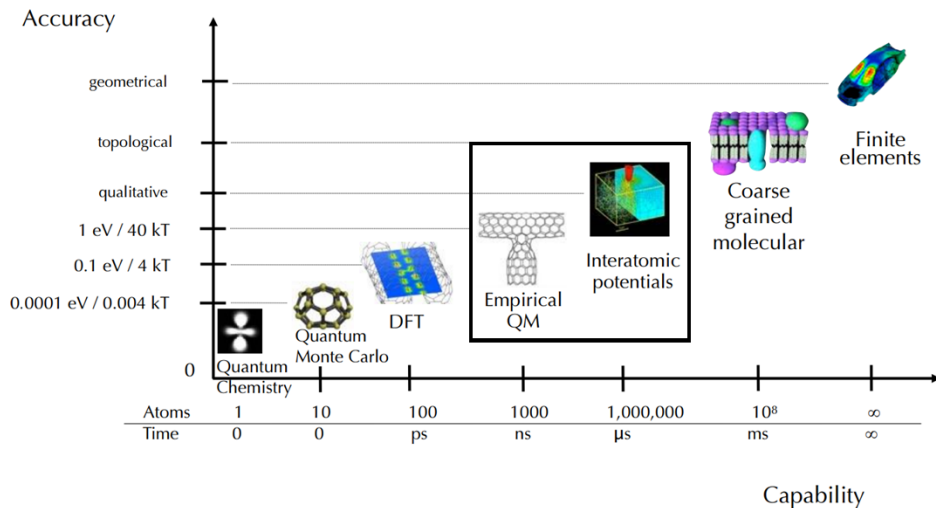 Accuracy
geometrical
topological
qualitative
1 eV / 40 kT
0.1 eV / 4 kT
0.0001 eV / 0.004 kT
0
Quantum
Chemistry
Quantum
Monte Carlo
DFT
Empirical
QM
Interatomic
potentials
Coarse
grained
molecular
Finite
elements
Atoms 1 10 100 1000 1,000,000 10⁸ ∞
Time 0 0 ps ns μs ms ∞
Capability